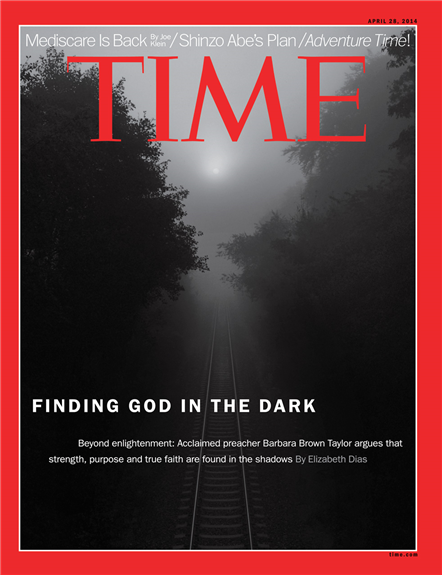 APRIL 28, 2014
Mediscare Is Back By Joe Klein / Shinzo Abe's Plan / Adventure Time!
TIME
FINDING GOD IN THE DARK
Beyond enlightenment: Acclaimed preacher Barbara Brown Taylor argues that
strength, purpose and true faith are found in the shadows By Elizabeth Dias
time.com